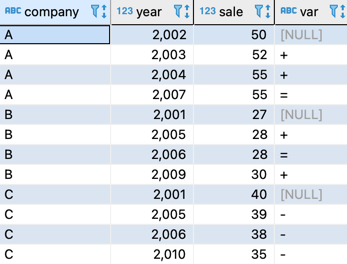 ABC company 123 year 123 sale ABC var
A 2,002 50 [NULL]
A 2,003 52 +
A 2,004 55 +
A 2,007 55 =
B 2,001 27 [NULL]
B 2,005 28 +
B 2,006 28 =
B 2,009 30 +
C 2,001 40 [NULL]
C 2,005 39 -
C 2,006 38 -
C 2,010 35 -